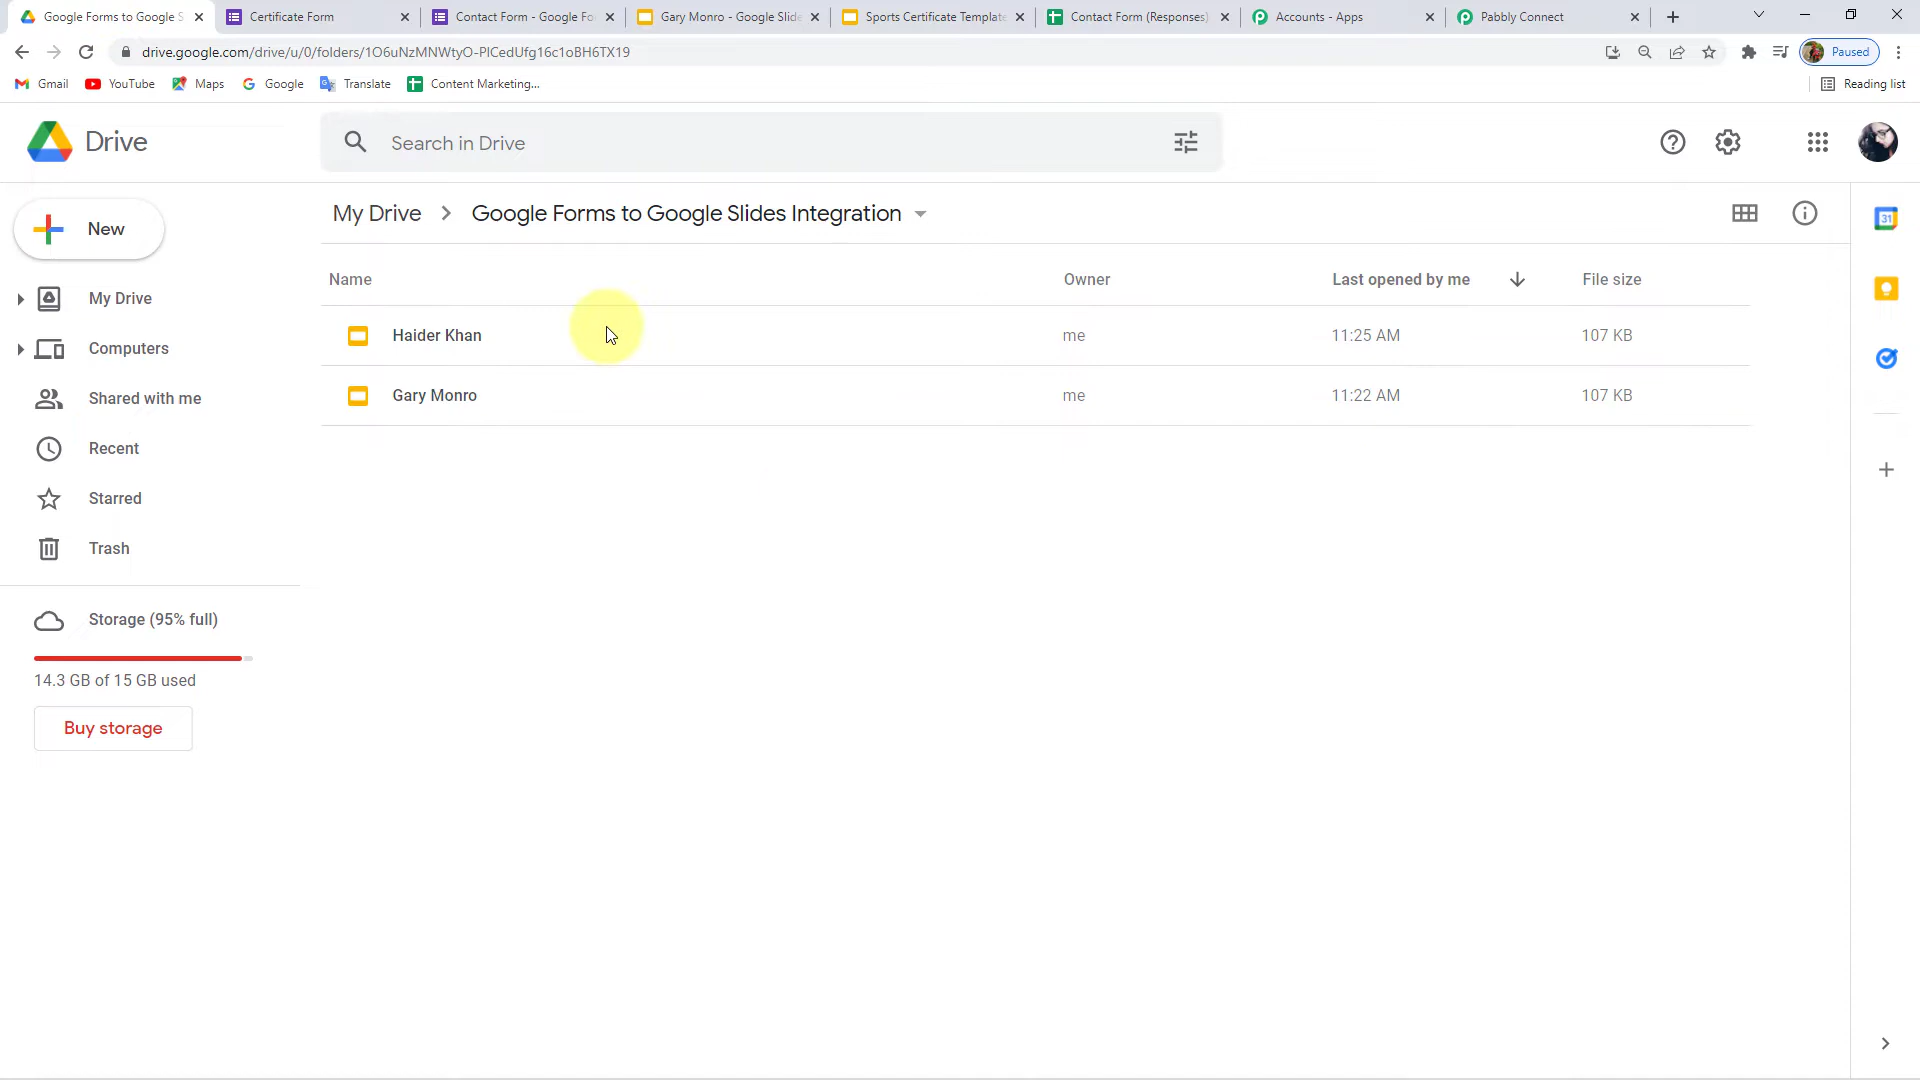 Google Forms to Google S
Certificate Form
Contact Form - Google Fo
Gary Monro - Google Slide
Sports Certificate Template
Contact Form (Responses)
Accounts - Apps
Pabbly Connect
drive.google.com/drive/u/0/folders/1O6uNzMNWtyO-PlCedUfg16c1oBH6TX19
Paused
Gmail
YouTube
Maps
Google
Translate
Content Marketing...
Reading list
Drive
Search in Drive
New
My Drive
Computers
Shared with me
Recent
Starred
Trash
Storage (95% full)
14.3 GB of 15 GB used
Buy storage
My Drive > Google Forms to Google Slides Integration
Name Owner Last opened by me File size
Haider Khan me 11:25 AM 107 KB
Gary Monro me 11:22 AM 107 KB
31